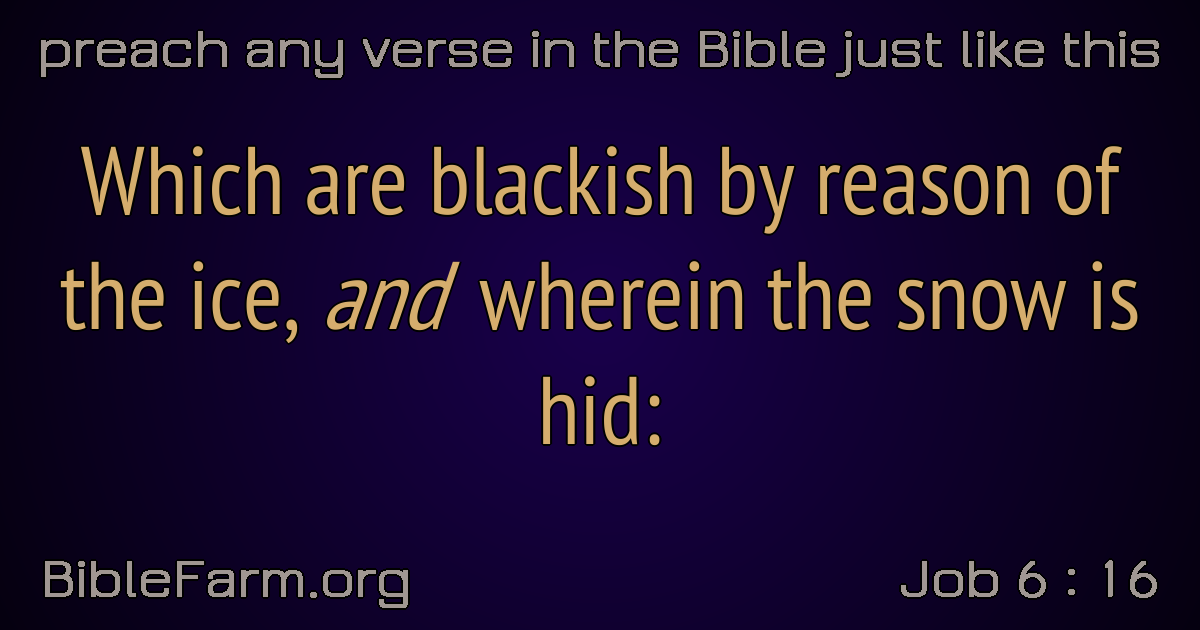 preach any verse in the Bible just like this
Which are blackish by reason of
the ice, and wherein the snow is
hid:
BibleFarm.org
Job 6 : 16